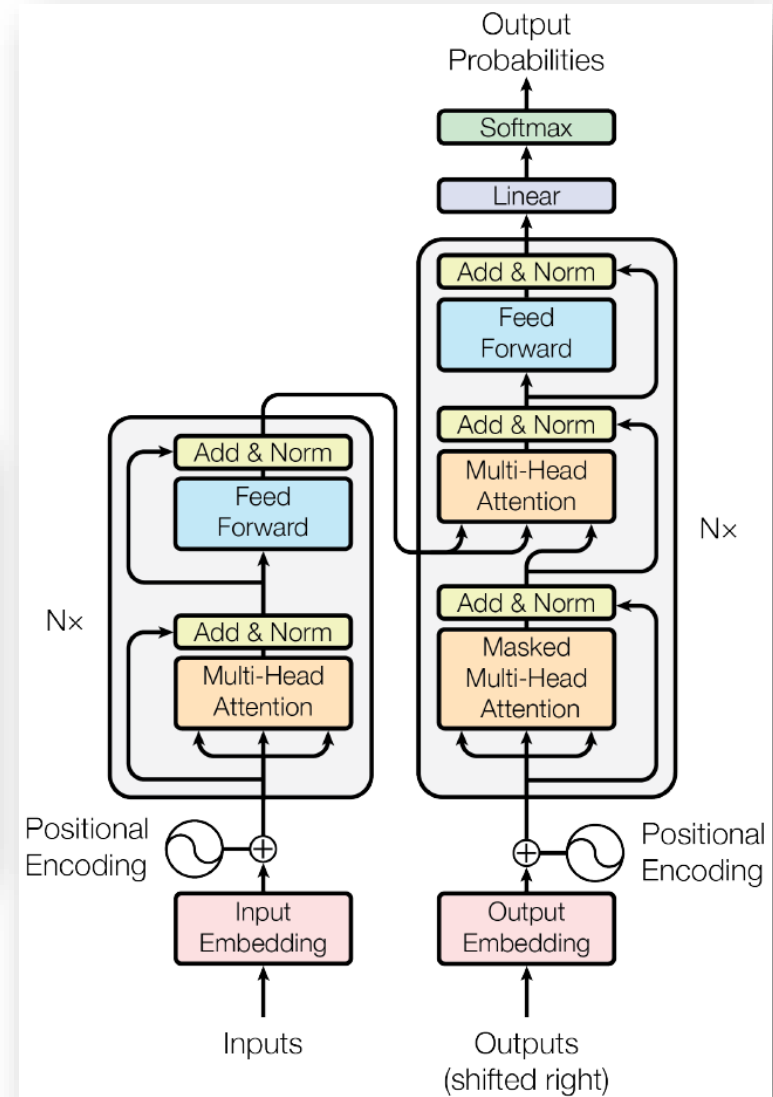 Output
Probabilities
Softmax
Linear
Add & Norm
Feed
Forward
Add & Norm
Multi-Head
Attention
Add & Norm
Masked
Multi-Head
Attention
N×
Add & Norm
Feed
Forward
Add & Norm
Multi-Head
Attention
N×
Positional
Encoding
Positional
Encoding
Input
Embedding
Output
Embedding
Inputs
Outputs
(shifted right)